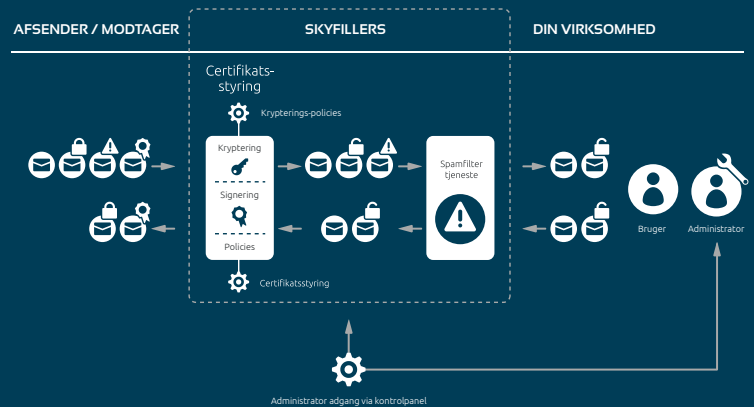 AFSENDER / MODTAGER
SKYFILLERS
DIN VIRKSOMHED
Certifikats-
styring
Krypterings-policies
Kryptering
Signering
Policies
Certifikatsstyring
Spamfilter
tjeneste
Bruger
Administrator
Administrator adgang via kontrolpanel